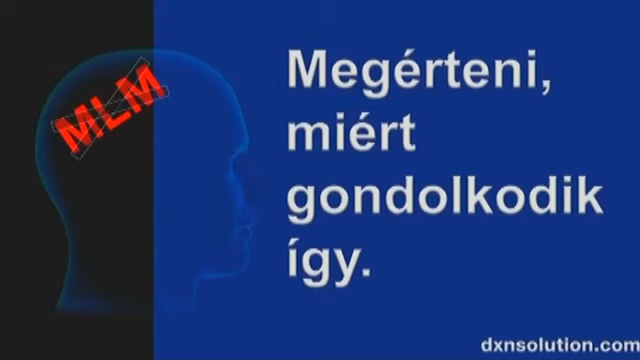 MLM
Megérteni,
miért
gondolkodik
így.
dxnsolution.com